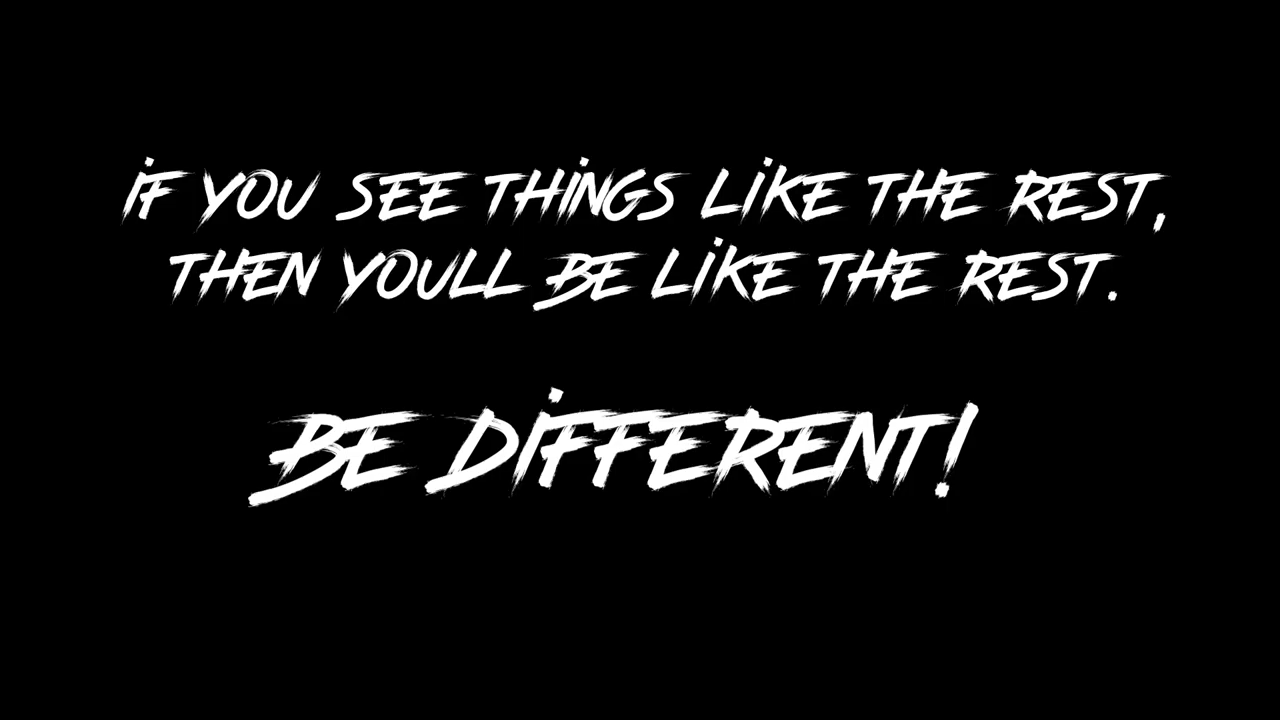 IF YOU SEE THINGS LIKE THE REST,
THEN YOULL BE LIKE THE REST.
BE DIFFERENT!